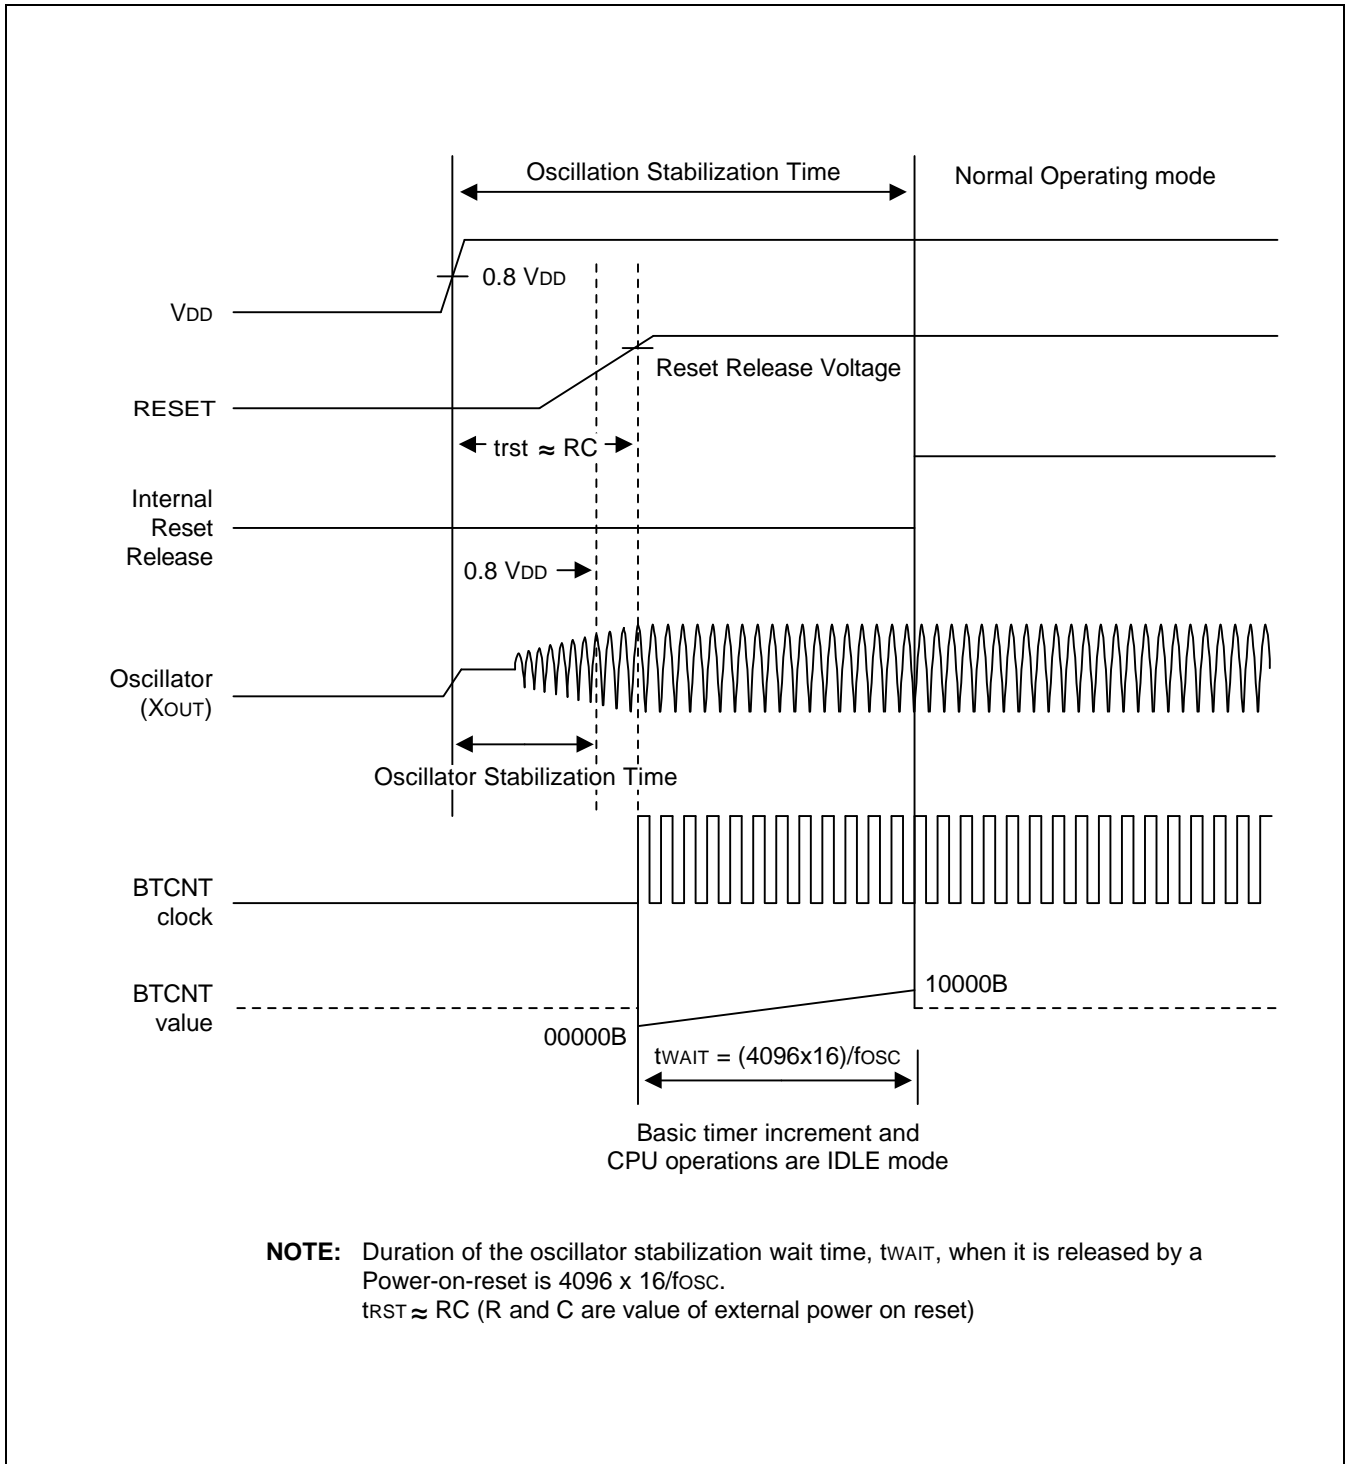 Oscillation Stabilization Time
Normal Operating mode
0.8 VDD
VDD
Reset Release Voltage
RESET
trst ≈ RC
Internal
Reset
Release
0.8 VDD
Oscillator
(XOUT)
Oscillator Stabilization Time
BTCNT
clock
BTCNT
value
10000B
00000B
tWAIT = (4096x16)/fOSC
Basic timer increment and
CPU operations are IDLE mode
NOTE: Duration of the oscillator stabilization wait time, tWAIT, when it is released by a
Power-on-reset is 4096 x 16/fOSC.
tRST ≈ RC (R and C are value of external power on reset)